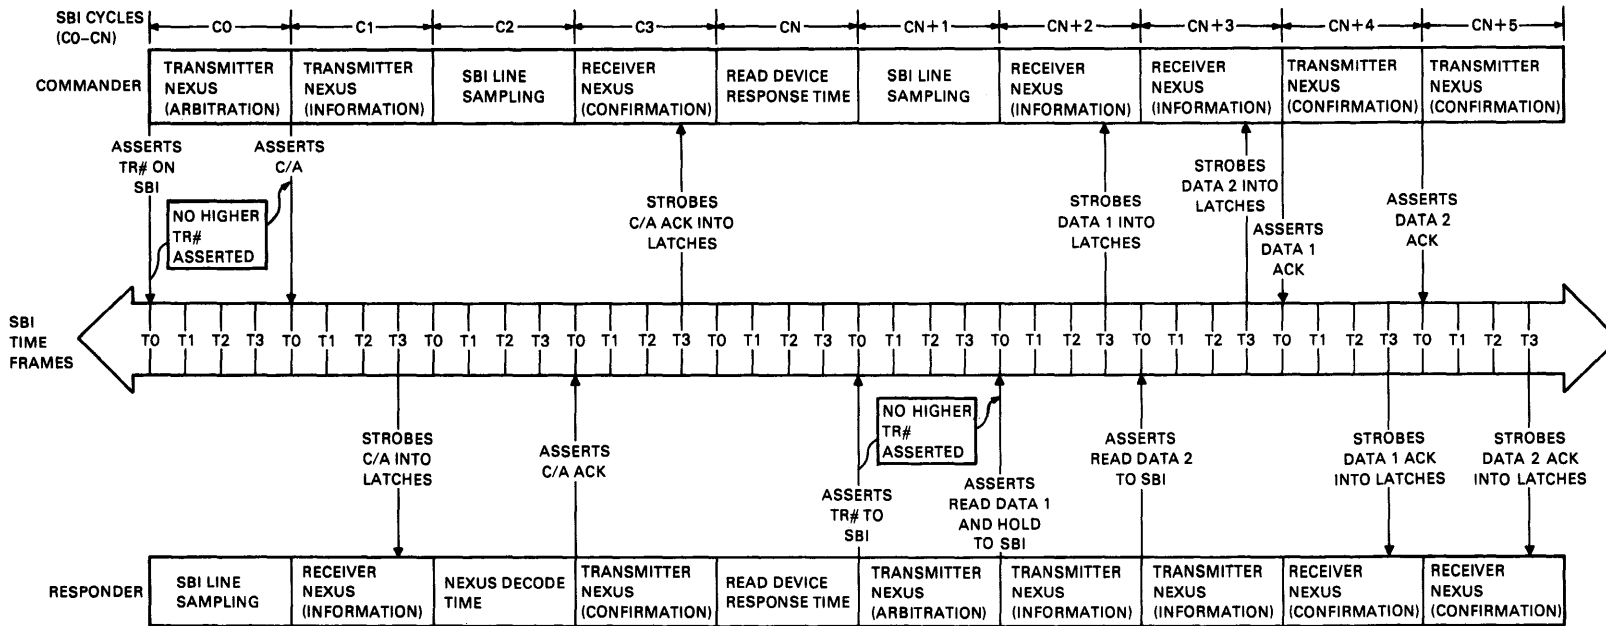 SBI CYCLES
(C0-CN)
C0 C1 C2 C3 CN CN+1 CN+2 CN+3 CN+4 CN+5
COMMANDER
TRANSMITTER
NEXUS
(ARBITRATION)
TRANSMITTER
NEXUS
(INFORMATION)
SBI LINE
SAMPLING
RECEIVER
NEXUS
(CONFIRMATION)
READ DEVICE
RESPONSE TIME
SBI LINE
SAMPLING
RECEIVER
NEXUS
(INFORMATION)
RECEIVER
NEXUS
(INFORMATION)
TRANSMITTER
NEXUS
(CONFIRMATION)
TRANSMITTER
NEXUS
(CONFIRMATION)
ASSERTS
TR# ON
SBI
NO HIGHER
TR#
ASSERTED
ASSERTS
C/A
STROBES
C/A ACK INTO
LATCHES
STROBES
DATA 1 INTO
LATCHES
STROBES
DATA 2 INTO
LATCHES
ASSERTS
DATA 1
ACK
ASSERTS
DATA 2
ACK
SBI
TIME
FRAMES
T0 T1 T2 T3 T0 T1 T2 T3 T0 T1 T2 T3 T0 T1 T2 T3 T0 T1 T2 T3 T0 T1 T2 T3 T0 T1 T2 T3 T0 T1 T2 T3 T0 T1 T2 T3 T0 T1 T2 T3
STROBES
C/A INTO
LATCHES
ASSERTS
C/A ACK
ASSERTS
TR# TO
SBI
NO HIGHER
TR#
ASSERTED
ASSERTS
READ DATA 1
AND HOLD
TO SBI
ASSERTS
READ DATA 2
TO SBI
STROBES
DATA 1 ACK
INTO LATCHES
STROBES
DATA 2 ACK
INTO LATCHES
RESPONDER
SBI LINE
SAMPLING
RECEIVER
NEXUS
(INFORMATION)
NEXUS DECODE
TIME
TRANSMITTER
NEXUS
(CONFIRMATION)
READ DEVICE
RESPONSE TIME
TRANSMITTER
NEXUS
(ARBITRATION)
TRANSMITTER
NEXUS
(INFORMATION)
TRANSMITTER
NEXUS
(INFORMATION)
RECEIVER
NEXUS
(CONFIRMATION)
RECEIVER
NEXUS
(CONFIRMATION)